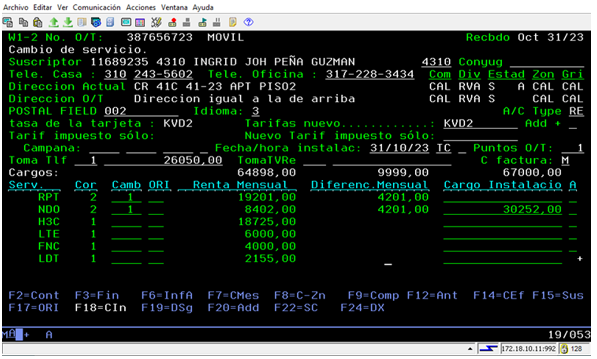 Archivo Editar Ver Comunicación Acciones Ventana Ayuda
W1-2 No. O/T: 387656723 MOVIL Recbdo Oct 31/23
Cambio de servicio.
Suscriptor 11689235 4310 INGRID JOH PEÑA GUZMAN 4310 Conyug
Tele. Casa : 310 243-5602 Tele. Oficina : 317-228-3434 Com Div Estad Zon Gri
Direccion Actual CR 41C 41-23 APT PISO2 CAL RVA S A CAL CAL
Direccion O/T Direccion igual a la de arriba CAL RVA S CAL CAL
POSTAL FIELD 002 Idioma: 3 A/C Type RE
tasa de la tarjeta : KVD2 Tarifas nuevo............: KVD2 Add +
Tarif impuesto sólo: Nuevo Tarif impuesto sólo:
Campana: Fecha/hora instalac: 31/10/23 TC Puntos O/T: 1
Toma Tlf 1 26050,00 TomaTVRe C factura: M
Cargos: 64898,00 9999,00 67000,00
Serv. Cor Camb ORI Renta Mensual Diferenc.Mensual Cargo Instalacio A
RPT 2 1 19201,00 4201,00
NDO 2 1 8402,00 4201,00 30252,00
H3C 1 18725,00
LTE 1 6000,00
FNC 1 4000,00
LDT 1 2155,00 +
F2=Cont F3=Fin F6=InfA F7=CMes F8=C-Zn F9=Comp F12=Ant F14=CEf F15=Sus
F17=ORI F18=CIn F19=DSg F20=Add F22=SC F24=DX
MA + A 19/053
172.18.10.11:992 128